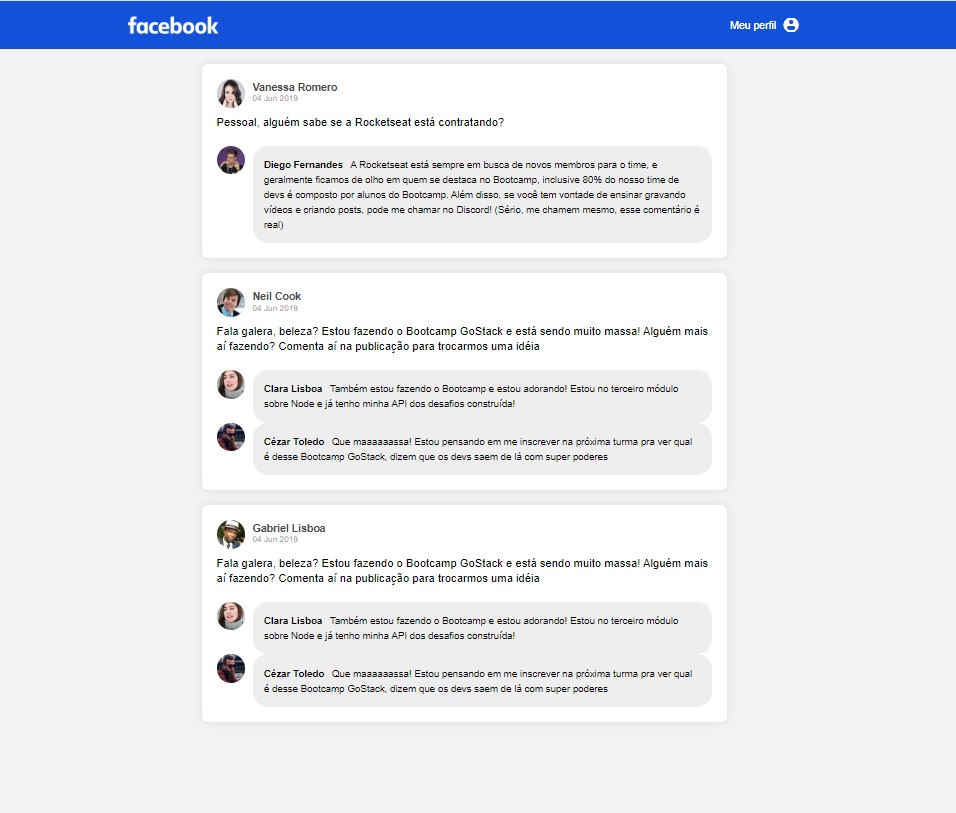 facebook
Meu perfil
Vanessa Romero
04 Jun 2019
Pessoal, alguém sabe se a Rocketseat está contratando?
Diego Fernandes A Rocketseat está sempre em busca de novos membros para o time, e
geralmente ficamos de olho em quem se destaca no Bootcamp, inclusive 80% do nosso time de
devs é composto por alunos do Bootcamp. Além disso, se você tem vontade de ensinar gravando
vídeos e criando posts, pode me chamar no Discord! (Sério, me chamem mesmo, esse comentário é
real)
Neil Cook
04 Jun 2019
Fala galera, beleza? Estou fazendo o Bootcamp GoStack e está sendo muito massa! Alguém mais
aí fazendo? Comenta aí na publicação para trocarmos uma idéia
Clara Lisboa Também estou fazendo o Bootcamp e estou adorando! Estou no terceiro módulo
sobre Node e já tenho minha API dos desafios construída!
Cézar Toledo Que maaaaaassa! Estou pensando em me inscrever na próxima turma pra ver qual
é desse Bootcamp GoStack, dizem que os devs saem de lá com super poderes
Gabriel Lisboa
04 Jun 2019
Fala galera, beleza? Estou fazendo o Bootcamp GoStack e está sendo muito massa! Alguém mais
aí fazendo? Comenta aí na publicação para trocarmos uma idéia
Clara Lisboa Também estou fazendo o Bootcamp e estou adorando! Estou no terceiro módulo
sobre Node e já tenho minha API dos desafios construída!
Cézar Toledo Que maaaaaassa! Estou pensando em me inscrever na próxima turma pra ver qual
é desse Bootcamp GoStack, dizem que os devs saem de lá com super poderes